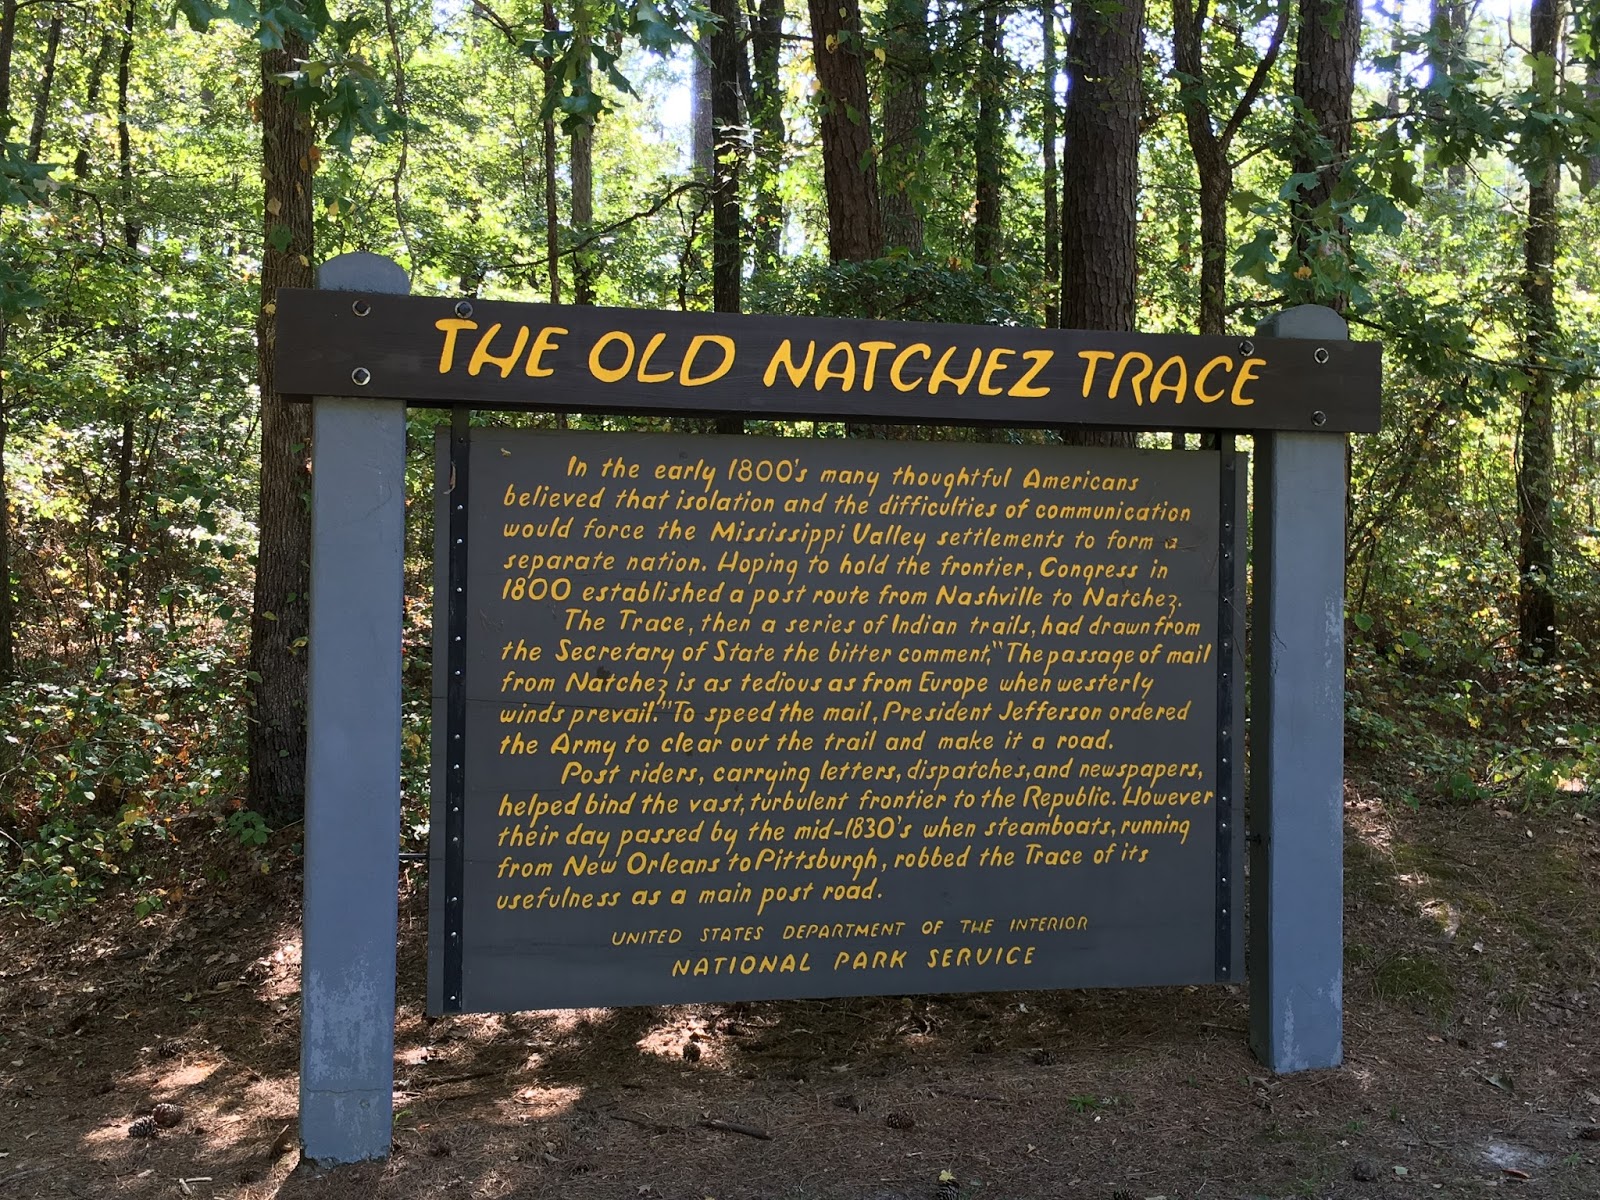 THE OLD NATCHEZ TRACE
In the early 1800's many thoughtful Americans
believed that isolation and the difficulties of communication
would force the Mississippi Valley settlements to form a
separate nation. Hoping to hold the frontier, Congress in
1800 established a post route from Nashville to Natchez.
The Trace, then a series of Indian trails, had drawn from
the Secretary of State the bitter comment, "The passage of mail
from Natchez is as tedious as from Europe when westerly
winds prevail." To speed the mail, President Jefferson ordered
the Army to clear out the trail and make it a road.
Post riders, carrying letters, dispatches, and newspapers,
helped bind the vast, turbulent frontier to the Republic. However
their day passed by the mid-1830's when steamboats, running
from New Orleans to Pittsburgh, robbed the Trace of its
usefulness as a main post road.
UNITED STATES DEPARTMENT OF THE INTERIOR
NATIONAL PARK SERVICE